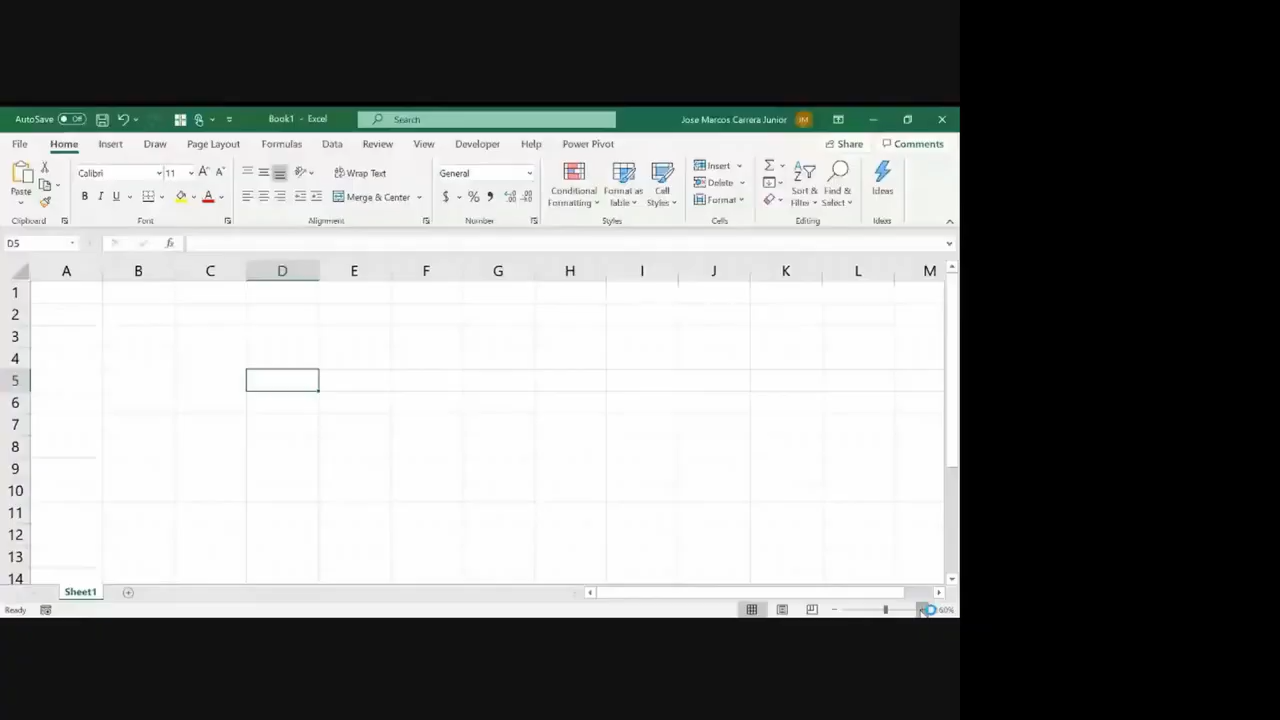 AutoSave Off Book1 - Excel Search Jose Marcos Carrera Junior JM
File Home Insert Draw Page Layout Formulas Data Review View Developer Help Power Pivot Share Comments
Paste
Clipboard
Calibri 11
B I U
Font
Wrap Text
Merge & Center
Alignment
General
$ % ,
Number
Conditional Formatting
Format as Table
Cell Styles
Styles
Insert
Delete
Format
Cells
Sort & Filter
Find & Select
Editing
Ideas
Ideas
D5 fx
A B C D E F G H I J K L M
1
2
3
4
5
6
7
8
9
10
11
12
13
14
Sheet1
Ready